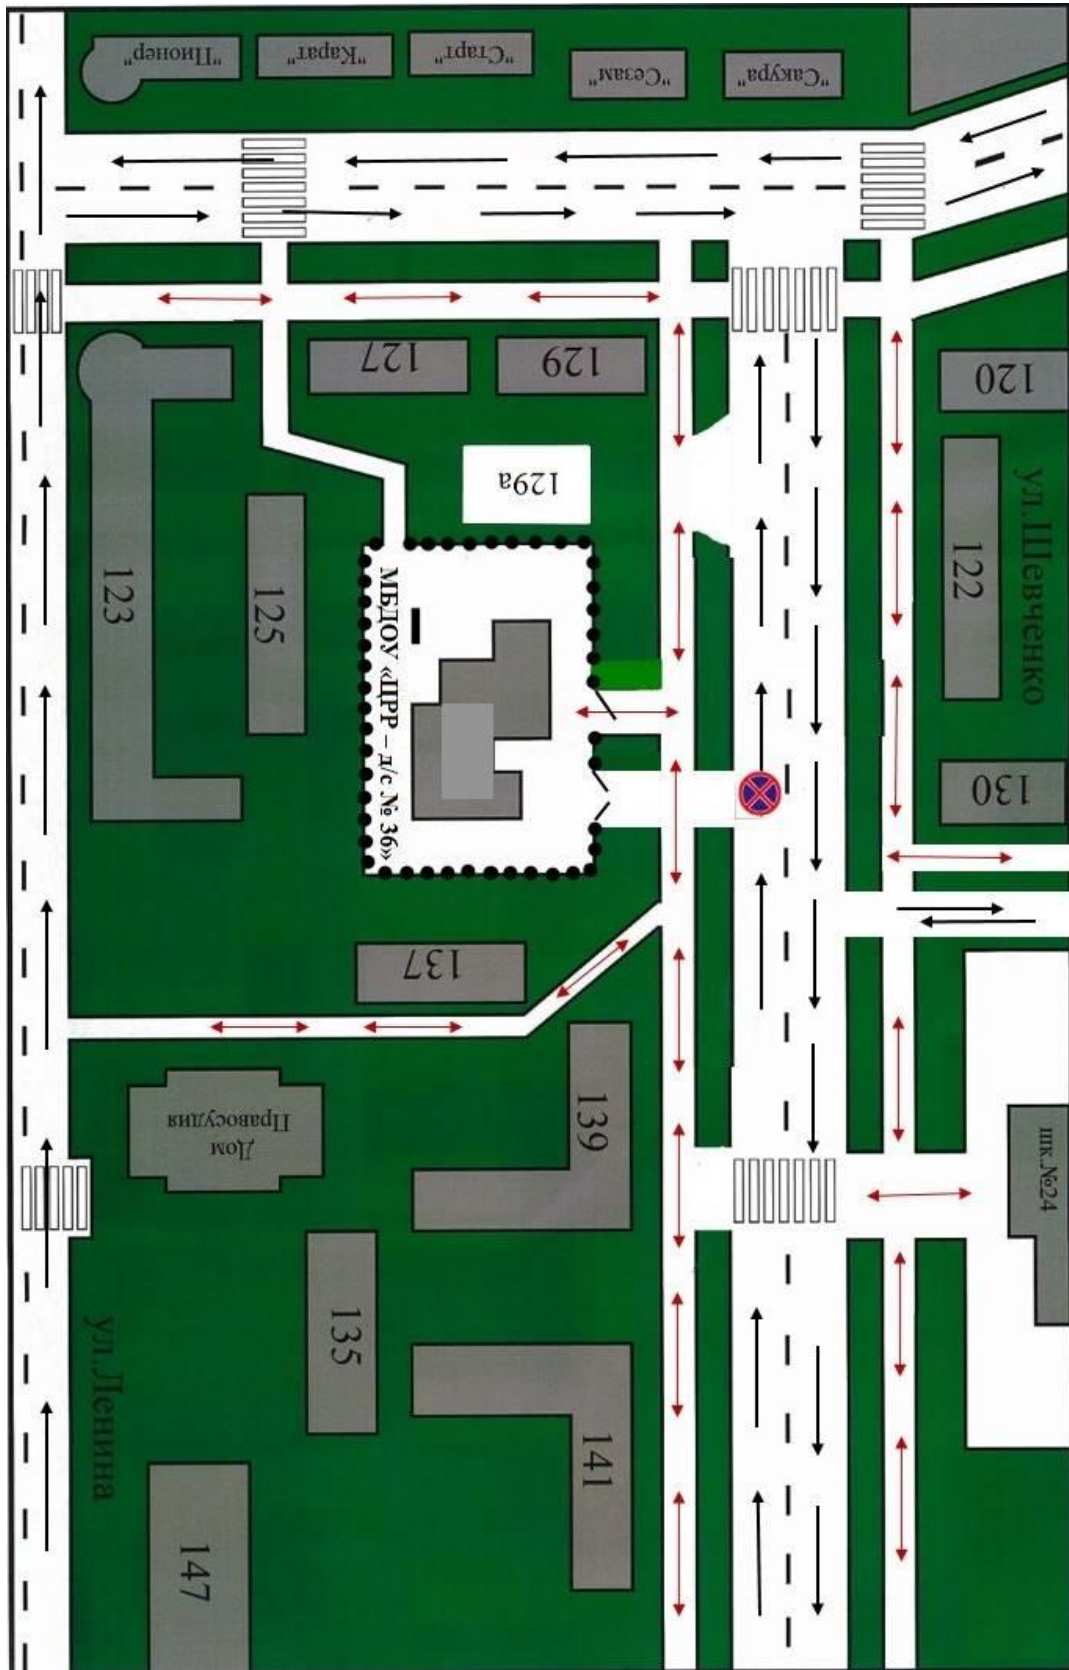 "Пионер"
"Карат"
"Старт"
"Сезам"
"Сакура"
127
129
120
129а
ул.Шевченко
122
123
125
МБДОУ «ЦРР – д/с № 36»
130
137
139
Дом
Правосудия
шк.№24
135
ул.Ленина
141
147